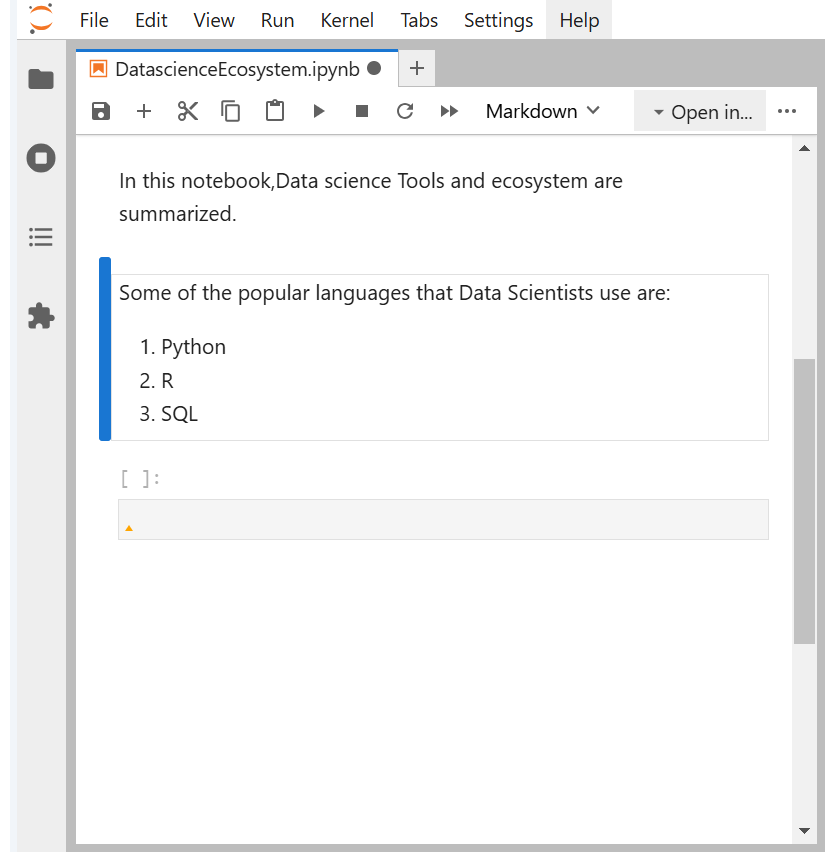 File Edit View Run Kernel Tabs Settings Help
DatascienceEcosystem.ipynb
Markdown Open in...
In this notebook,Data science Tools and ecosystem are
summarized.
Some of the popular languages that Data Scientists use are:
1. Python
2. R
3. SQL
[ ]: